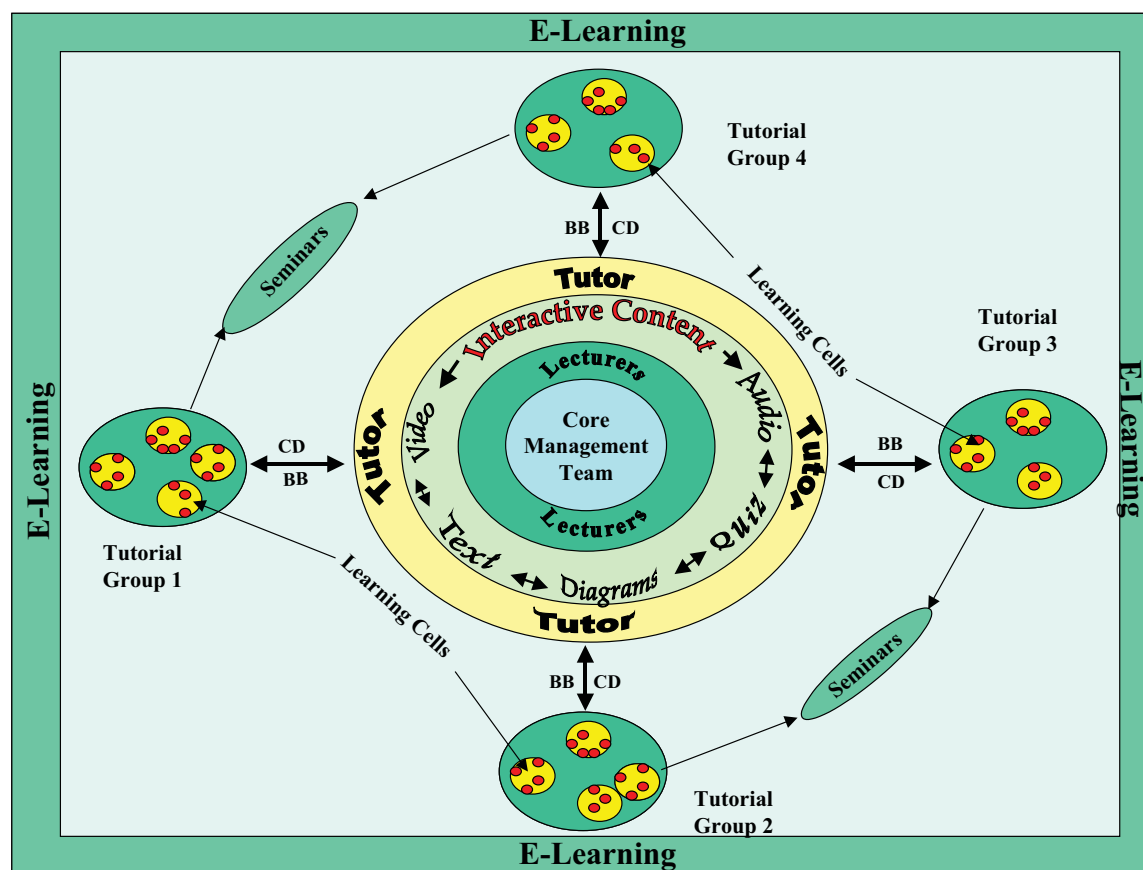 E-Learning
Tutorial
Group 4
BB
CD
Seminars
Learning Cells
Tutor
Interactive Content
Tutorial
Group 3
E-Learning
E-Learning
Lecturers
Video
Audio
Core
Management
Team
CD
BB
Tutor
Tutor
BB
CD
Lecturers
Text
Quiz
Diagrams
Tutorial
Group 1
Learning Cells
Tutor
Seminars
BB
CD
Tutorial
Group 2
E-Learning